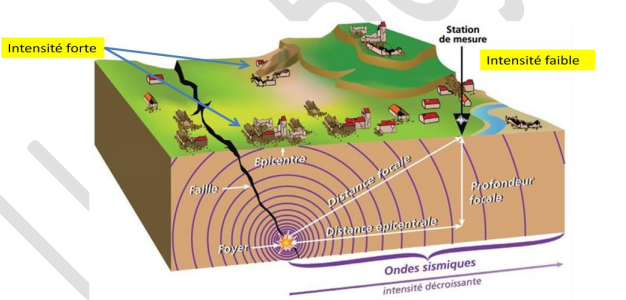 Station
de mesure
Intensité forte
Intensité faible
Epicentre
Faille
Distance focale
Profondeur
focale
Distance épicentrale
Foyer
Ondes sismiques
intensité décroissante